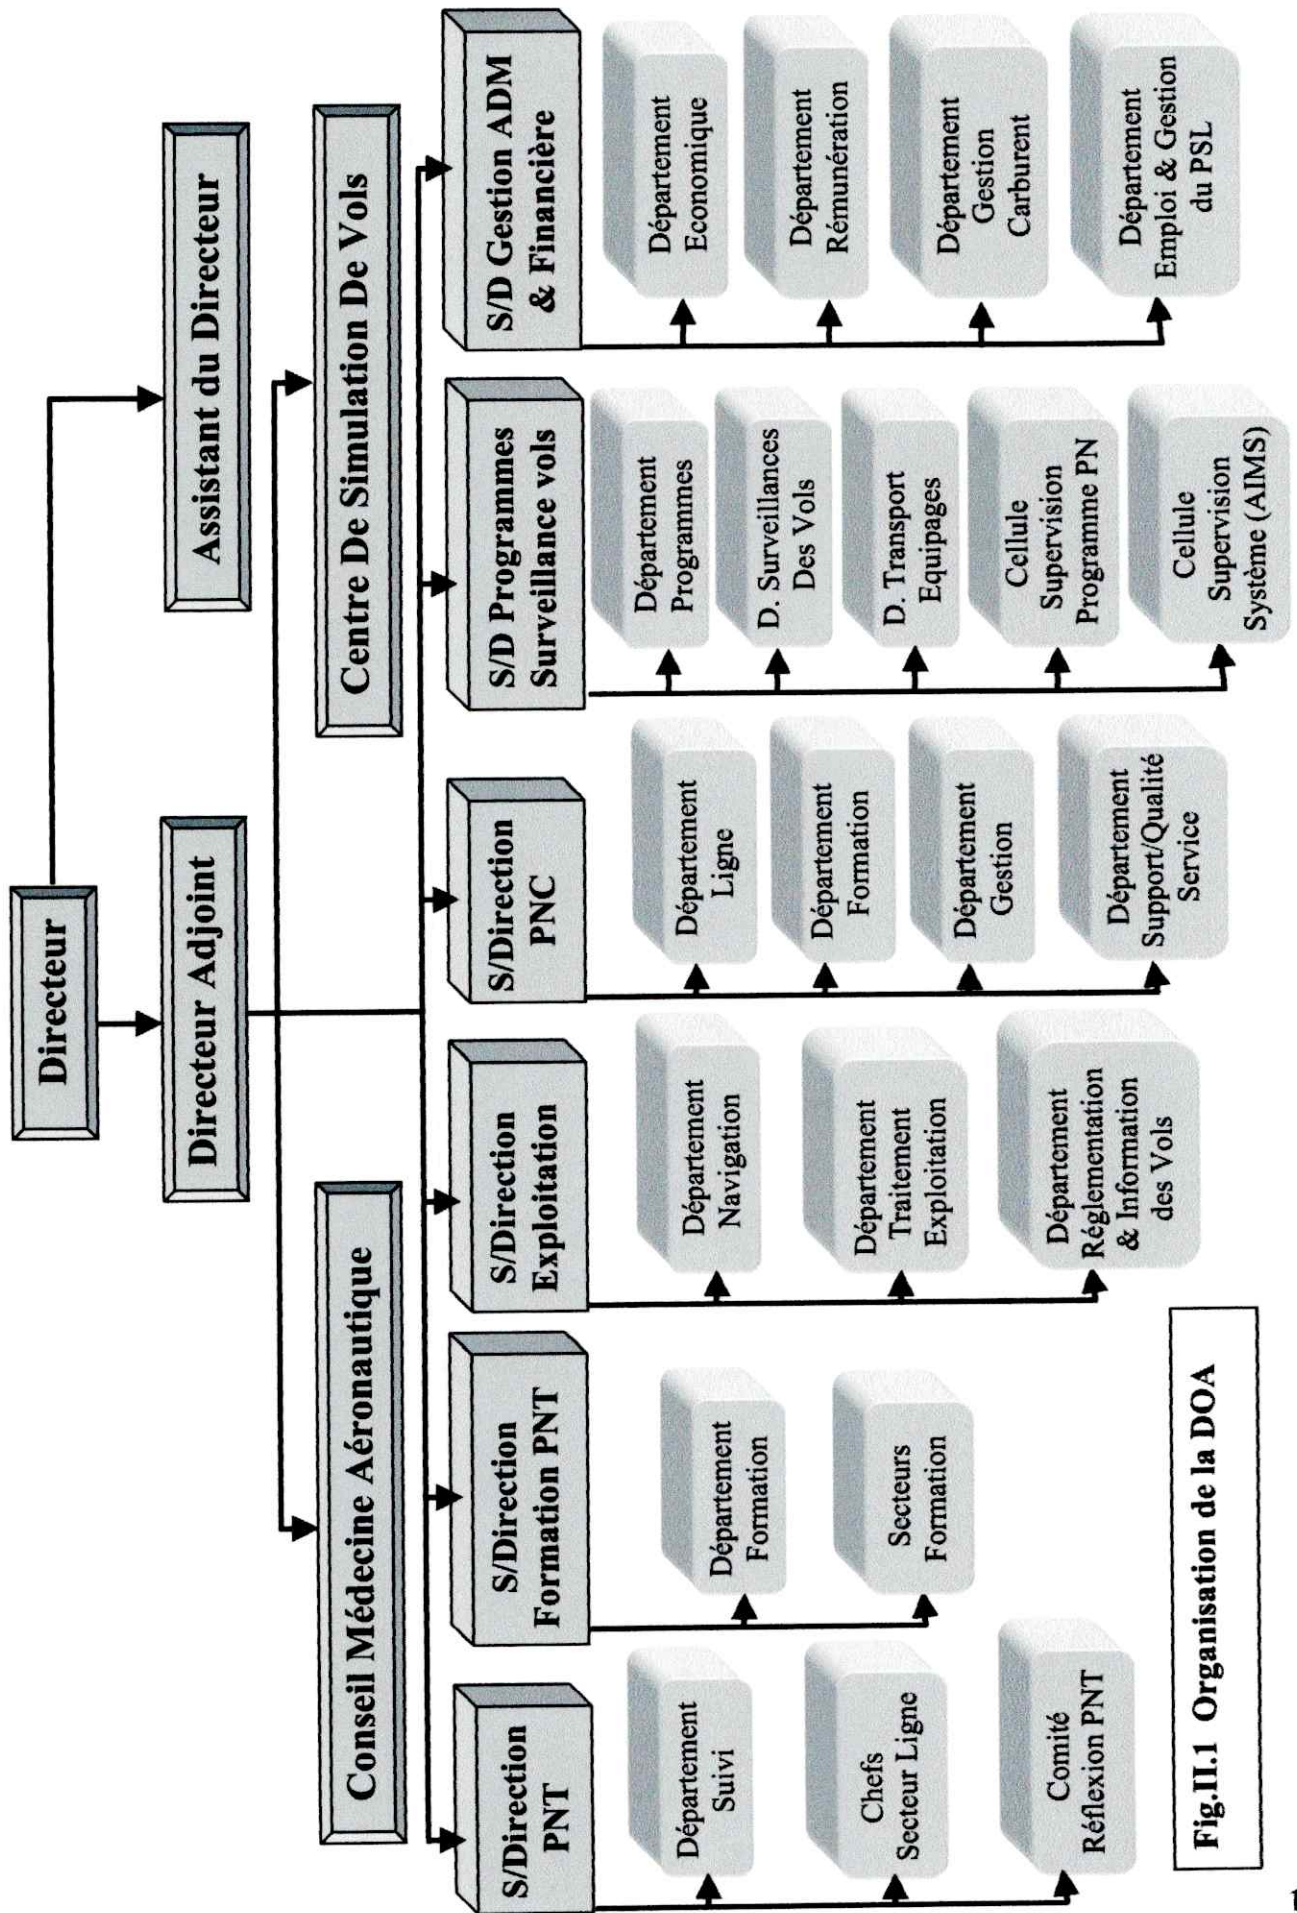 Directeur
Directeur Adjoint
Assistant du Directeur
Conseil Médecine Aéronautique
Centre De Simulation De Vols
S/Direction
PNT
Département
Suivi
Chefs
Secteur Ligne
Comité
Réflexion PNT
S/Direction
Formation PNT
Département
Formation
Secteurs
Formation
S/Direction
Exploitation
Département
Navigation
Département
Traitement
Exploitation
Département
Réglementation
& Information
des Vols
S/Direction
PNC
Département
Ligne
Département
Formation
Département
Gestion
Département
Support/Qualité
Service
S/D Programmes
Surveillance vols
Département
Programmes
D. Surveillances
Des Vols
D. Transport
Equipages
Cellule
Supervision
Programme PN
Cellule
Supervision
Système (AIMS)
S/D Gestion ADM
& Financière
Département
Economique
Département
Rémunération
Département
Gestion
Carburent
Département
Emploi & Gestion
du PSL
Fig.II.1 Organisation de la DOA